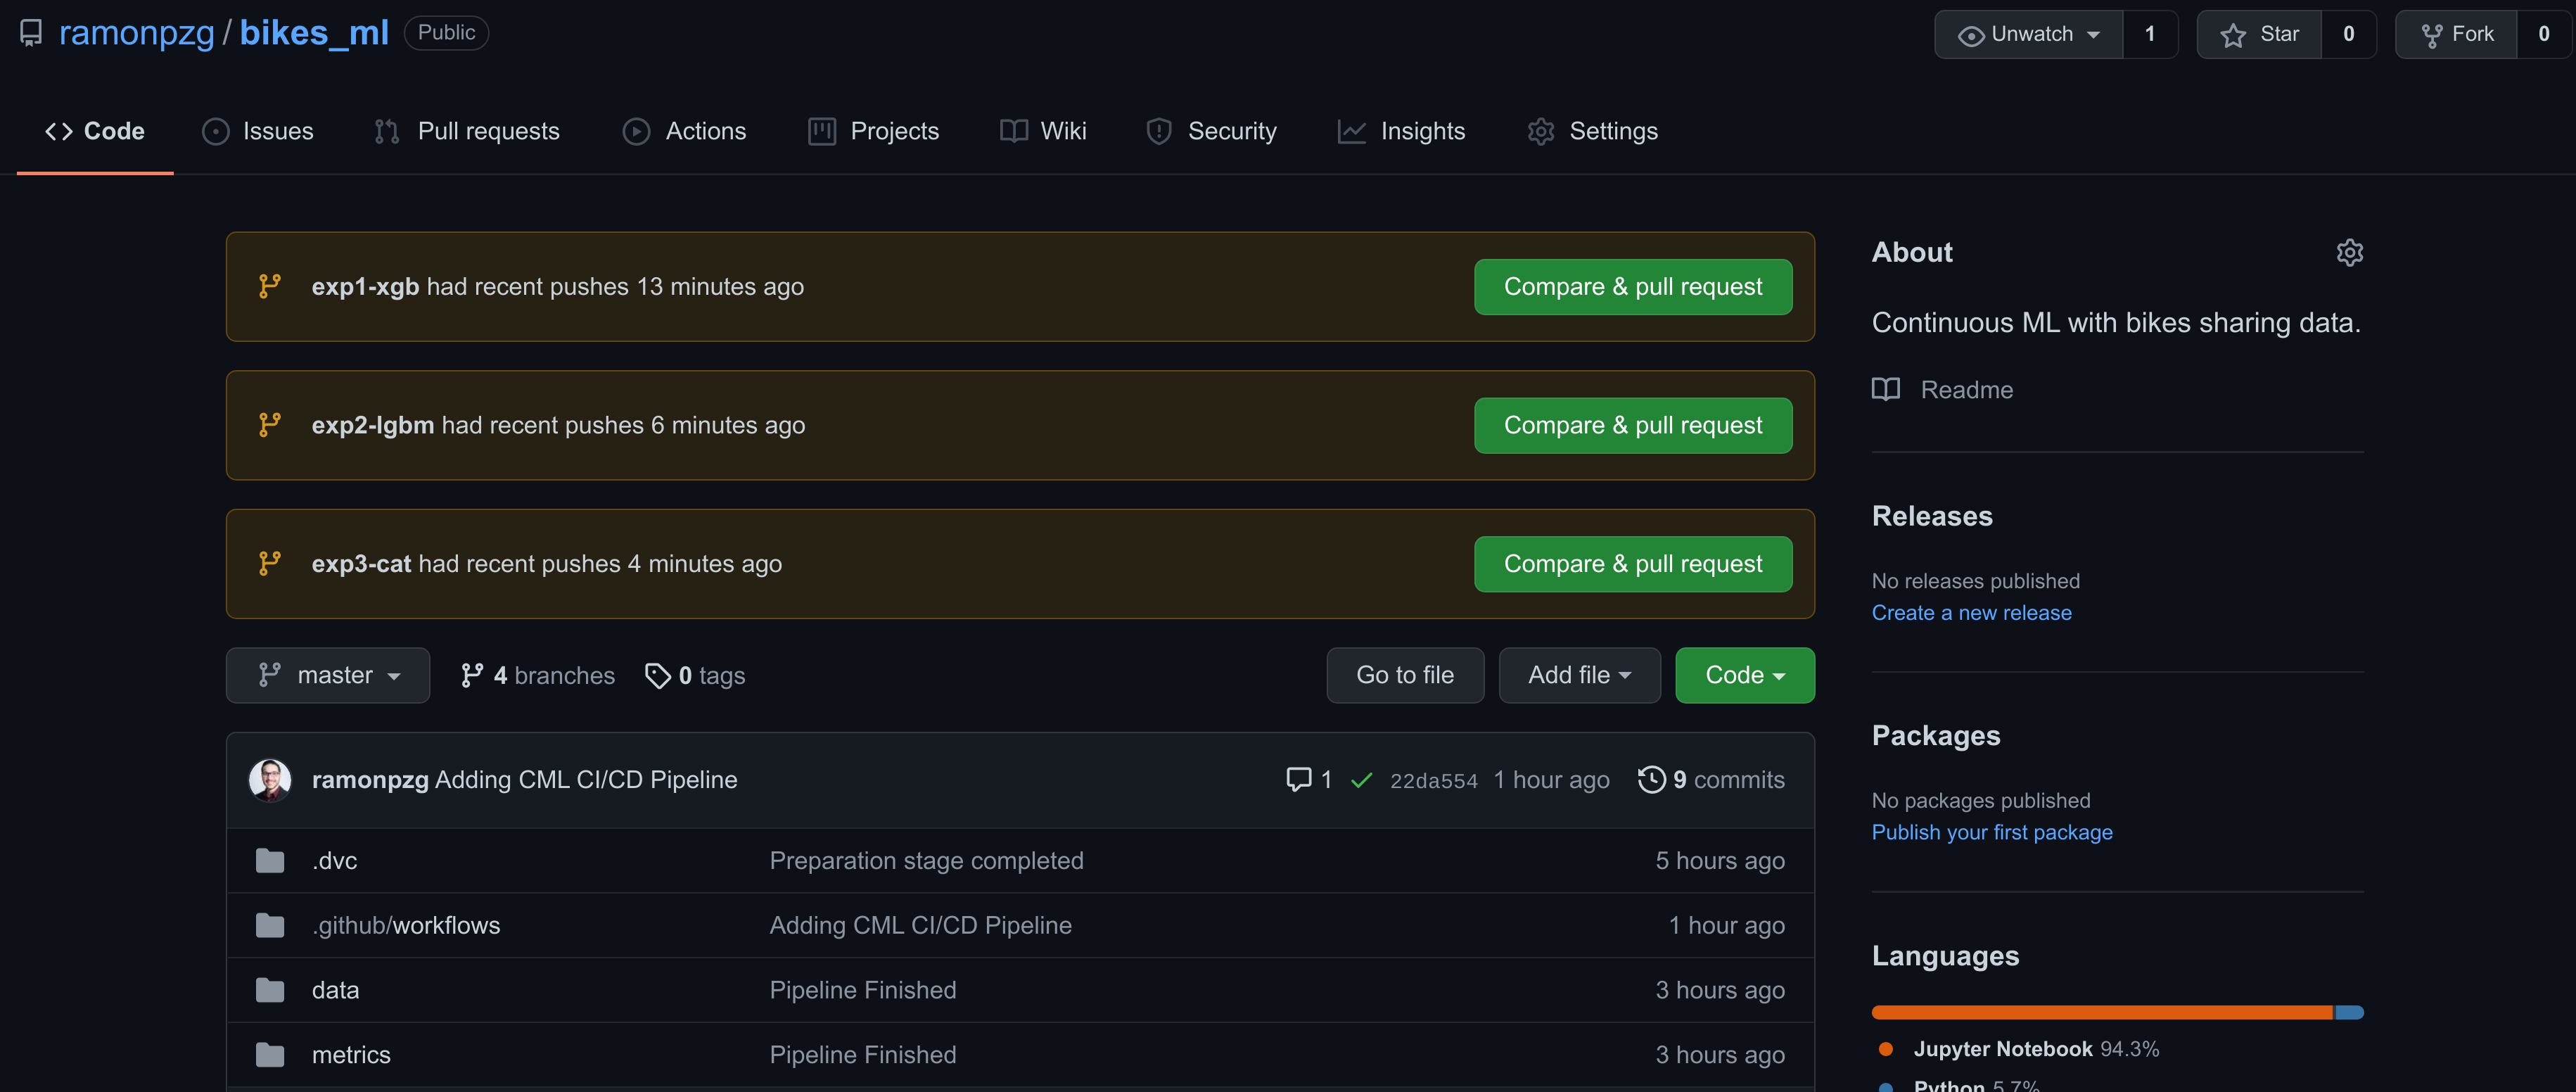 ramonpzg / bikes_ml Public
Unwatch 1 Star 0 Fork 0
Code Issues Pull requests Actions Projects Wiki Security Insights Settings
exp1-xgb had recent pushes 13 minutes ago Compare & pull request
exp2-lgbm had recent pushes 6 minutes ago Compare & pull request
exp3-cat had recent pushes 4 minutes ago Compare & pull request
master 4 branches 0 tags Go to file Add file Code
ramonpzg Adding CML CI/CD Pipeline 1 22da554 1 hour ago 9 commits
.dvc Preparation stage completed 5 hours ago
.github/workflows Adding CML CI/CD Pipeline 1 hour ago
data Pipeline Finished 3 hours ago
metrics Pipeline Finished 3 hours ago
About
Continuous ML with bikes sharing data.
Readme
Releases
No releases published
Create a new release
Packages
No packages published
Publish your first package
Languages
Jupyter Notebook 94.3%
Python 5.7%